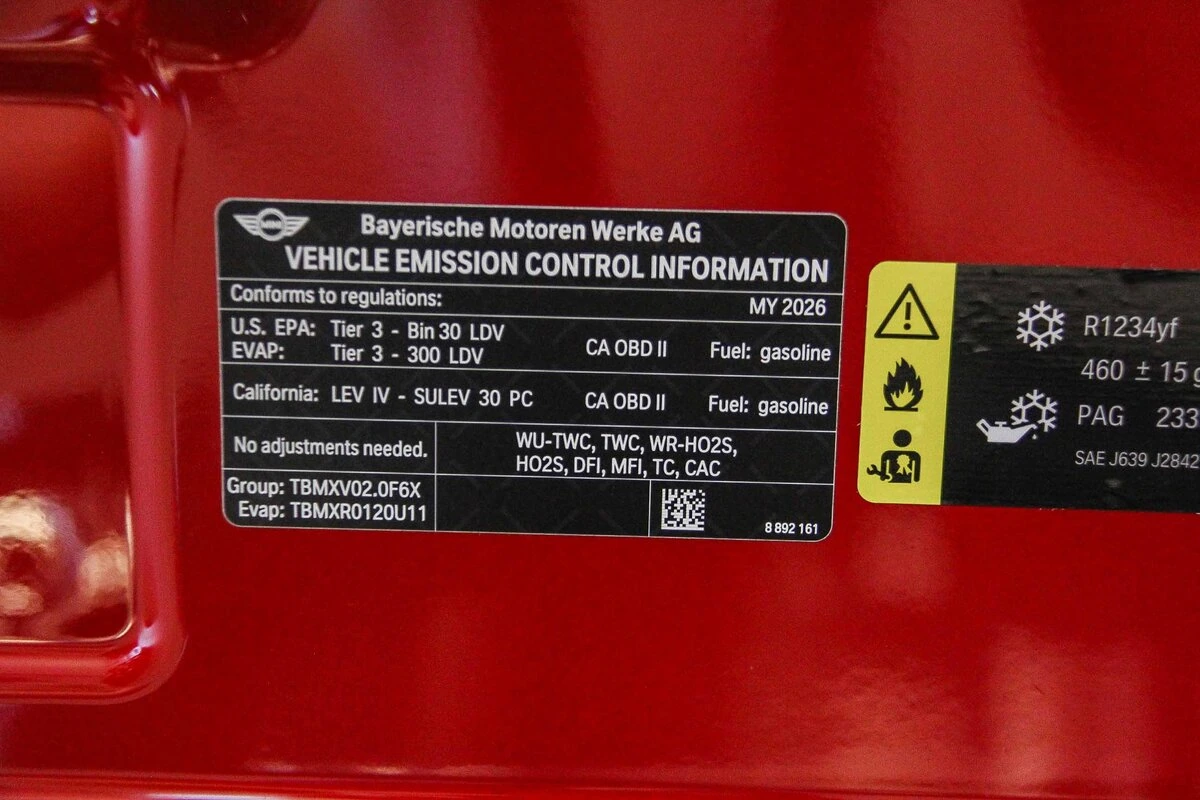 MINI
Bayerische Motoren Werke AG
VEHICLE EMISSION CONTROL INFORMATION
Conforms to regulations: MY 2026
U.S. EPA: Tier 3 - Bin 30 LDV
EVAP: Tier 3 - 300 LDV CA OBD II Fuel: gasoline
California: LEV IV - SULEV 30 PC CA OBD II Fuel: gasoline
No adjustments needed.
WU-TWC, TWC, WR-HO2S,
HO2S, DFI, MFI, TC, CAC
Group: TBMXV02.0F6X
Evap: TBMXR0120U11
8 892 161
R1234yf
460 ± 15 g
PAG 233
SAE J639 J2842